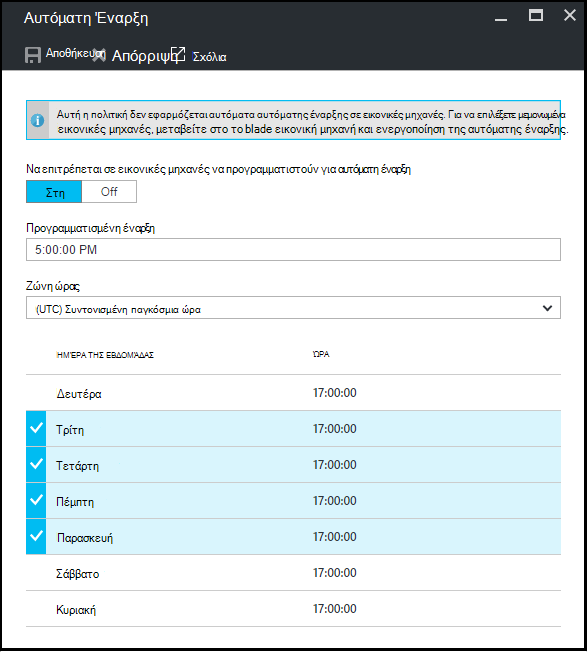 Αυτόματη Έναρξη
Αποθήκευση Απόρριψη Σχόλια
Αυτή η πολιτική δεν εφαρμόζεται αυτόματα αυτόματης έναρξης σε εικονικές μηχανές. Για να επιλέξετε μεμονωμένα
εικονικές μηχανές, μεταβείτε στο το blade εικονική μηχανή και ενεργοποίηση της αυτόματης έναρξης.
Να επιτρέπεται σε εικονικές μηχανές να προγραμματιστούν για αυτόματη έναρξη
Στη Off
Προγραμματισμένη έναρξη
5:00:00 PM
Ζώνη ώρας
(UTC) Συντονισμένη παγκόσμια ώρα
ΗΜΈΡΑ ΤΗΣ ΕΒΔΟΜΆΔΑΣ ΏΡΑ
Δευτέρα 17:00:00
Τρίτη 17:00:00
Τετάρτη 17:00:00
Πέμπτη 17:00:00
Παρασκευή 17:00:00
Σάββατο 17:00:00
Κυριακή 17:00:00